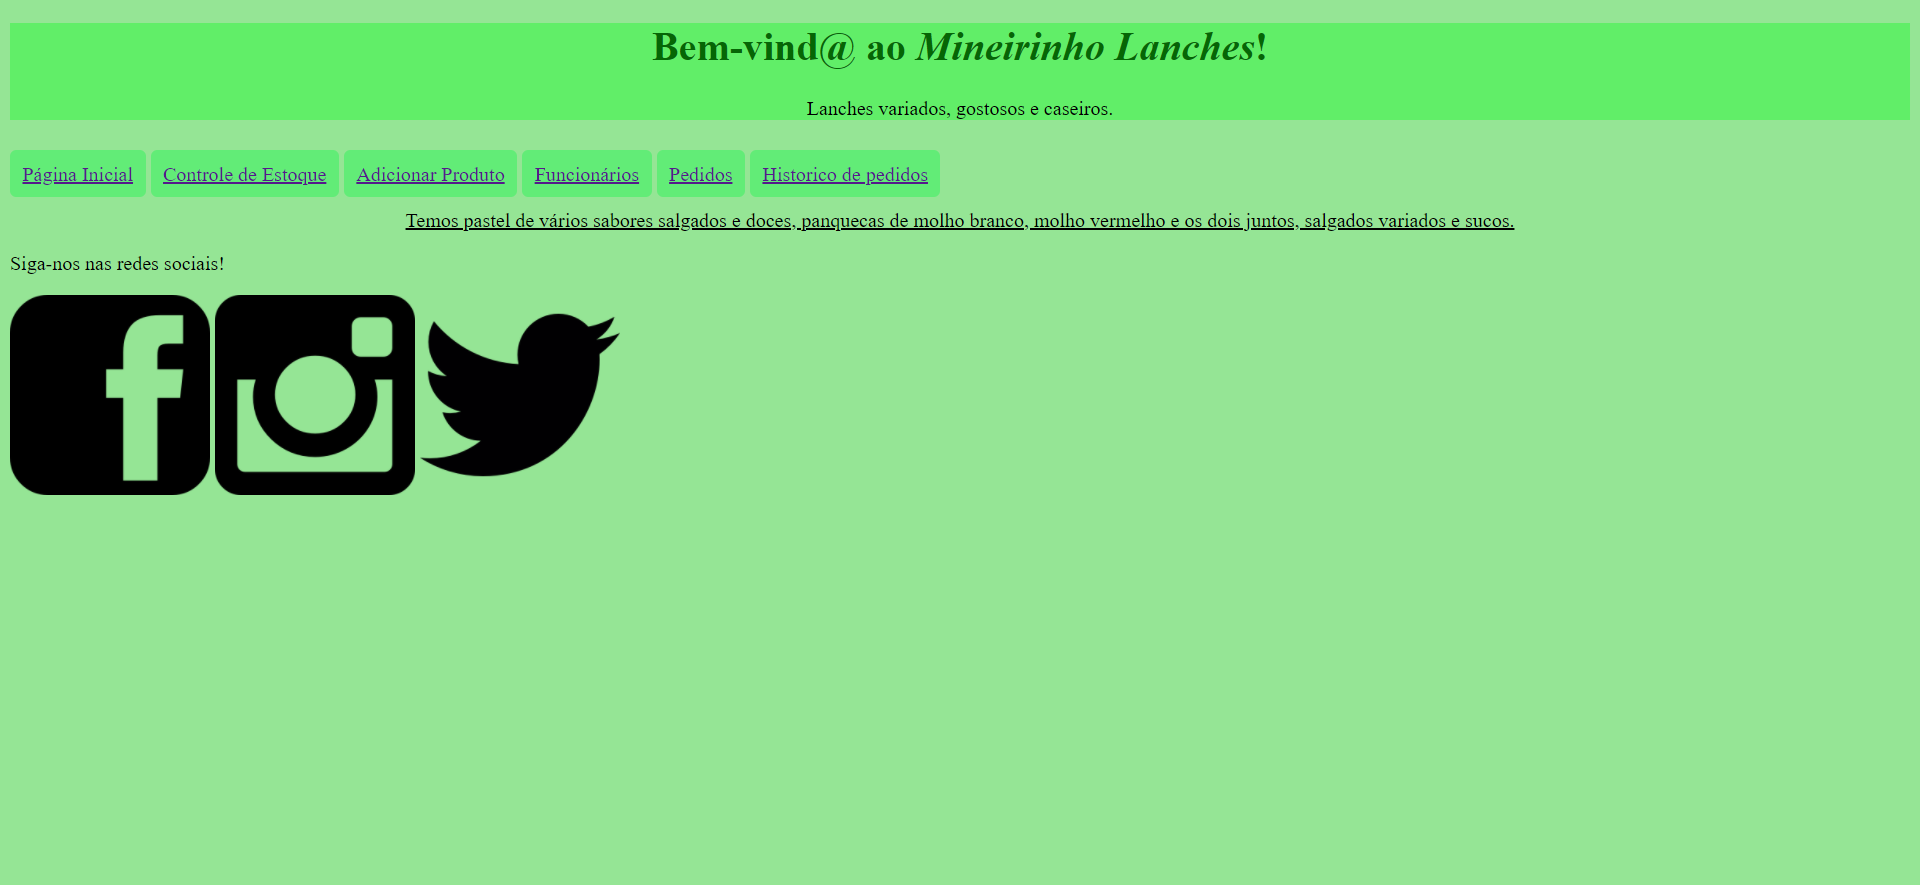 Bem-vind@ ao Mineirinho Lanches!
Lanches variados, gostosos e caseiros.
Página Inicial Controle de Estoque Adicionar Produto Funcionários Pedidos Historico de pedidos
Temos pastel de vários sabores salgados e doces, panquecas de molho branco, molho vermelho e os dois juntos, salgados variados e sucos.
Siga-nos nas redes sociais!